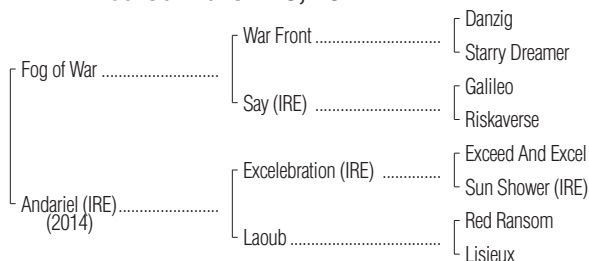 Danzig
War Front
Starry Dreamer
Fog of War
Galileo
Say (IRE)
Riskaverse
Exceed And Excel
Excelebration (IRE)
Sun Shower (IRE)
Andariel (IRE)
(2014)
Red Ransom
Laoub
Lisieux